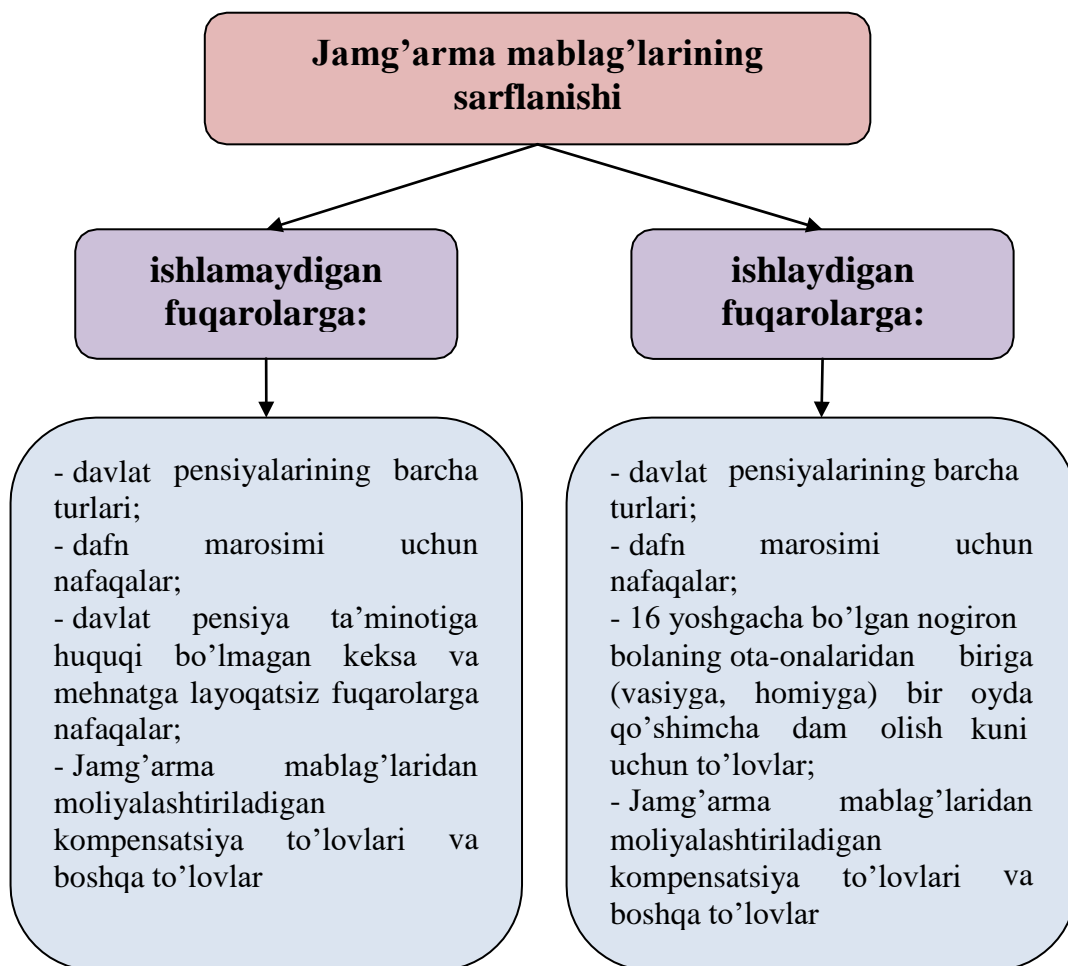 Jamg’arma mablag’larining
sarflanishi
ishlamaydigan
fuqarolarga:
- davlat pensiyalarining barcha
turlari;
- dafn marosimi uchun
nafaqalar;
- davlat pensiya ta’minotiga
huquqi bo’lmagan keksa va
mehnatga layoqatsiz fuqarolarga
nafaqalar;
- Jamg’arma mablag’laridan
moliyalashtiriladigan
kompensatsiya to’lovlari va
boshqa to’lovlar
ishlaydigan
fuqarolarga:
- davlat pensiyalarining barcha
turlari;
- dafn marosimi uchun
nafaqalar;
- 16 yoshgacha bo’lgan nogiron
bolaning ota-onalaridan biriga
(vasiyga, homiyga) bir oyda
qo’shimcha dam olish kuni
uchun to’lovlar;
- Jamg’arma mablag’laridan
moliyalashtiriladigan
kompensatsiya to’lovlari va
boshqa to’lovlar